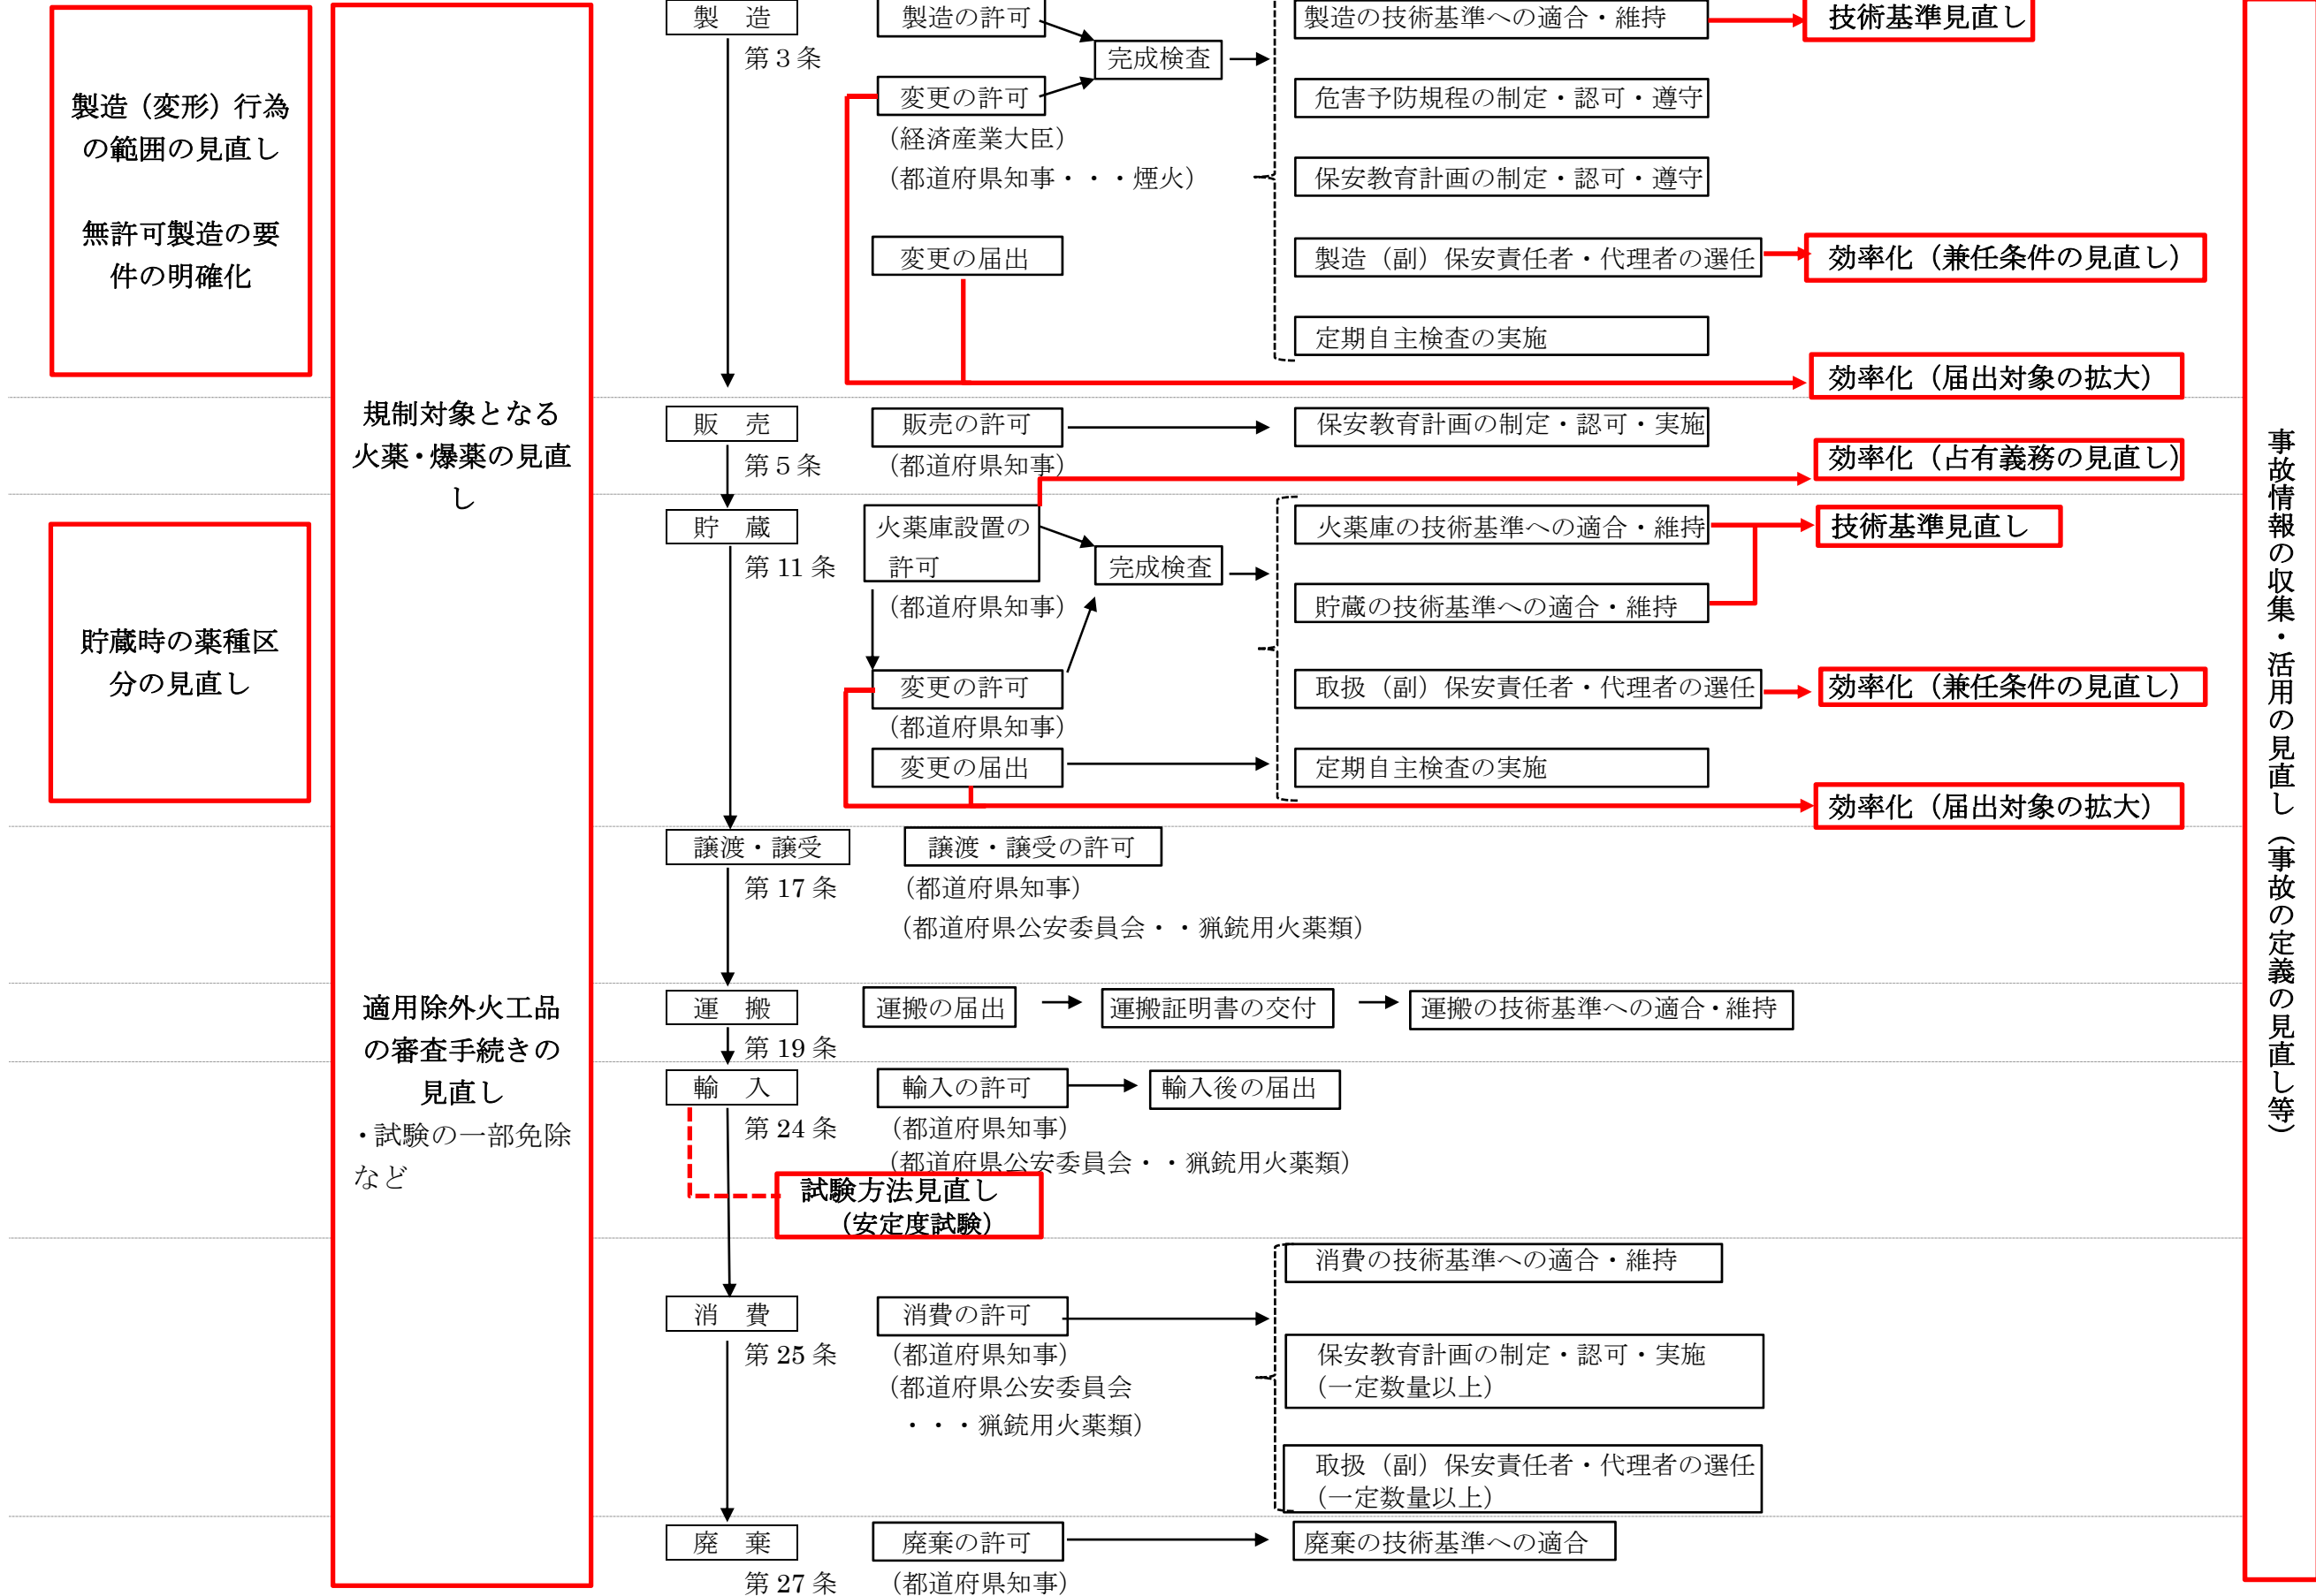 製造（変形）行為
の範囲の見直し
無許可製造の要
件の明確化
貯蔵時の薬種区
分の見直し
規制対象となる
火薬・爆薬の見直
し
適用除外火工品
の審査手続きの
見直し
・試験の一部免除
など
製　造
第３条
製造の許可
変更の許可
（経済産業大臣）
（都道府県知事・・・煙火）
変更の届出
完成検査
製造の技術基準への適合・維持
危害予防規程の制定・認可・遵守
保安教育計画の制定・認可・遵守
製造（副）保安責任者・代理者の選任
定期自主検査の実施
技術基準見直し
効率化（兼任条件の見直し）
効率化（届出対象の拡大）
販　売
第５条
販売の許可
（都道府県知事）
保安教育計画の制定・認可・実施
効率化（占有義務の見直し）
貯　蔵
第 11 条
火薬庫設置の
許可
（都道府県知事）
変更の許可
（都道府県知事）
変更の届出
完成検査
火薬庫の技術基準への適合・維持
貯蔵の技術基準への適合・維持
取扱（副）保安責任者・代理者の選任
定期自主検査の実施
技術基準見直し
効率化（兼任条件の見直し）
効率化（届出対象の拡大）
譲渡・譲受
第 17 条
譲渡・譲受の許可
（都道府県知事）
（都道府県公安委員会・・猟銃用火薬類）
運　搬
第 19 条
運搬の届出
運搬証明書の交付
運搬の技術基準への適合・維持
輸　入
第 24 条
輸入の許可
輸入後の届出
（都道府県知事）
（都道府県公安委員会・・猟銃用火薬類）
試験方法見直し
（安定度試験）
消　費
第 25 条
消費の許可
（都道府県知事）
（都道府県公安委員会
・・・猟銃用火薬類）
消費の技術基準への適合・維持
保安教育計画の制定・認可・実施
（一定数量以上）
取扱（副）保安責任者・代理者の選任
（一定数量以上）
廃　棄
第 27 条
廃棄の許可
（都道府県知事）
廃棄の技術基準への適合
事故情報の収集・活用の見直し（事故の定義の見直し等）